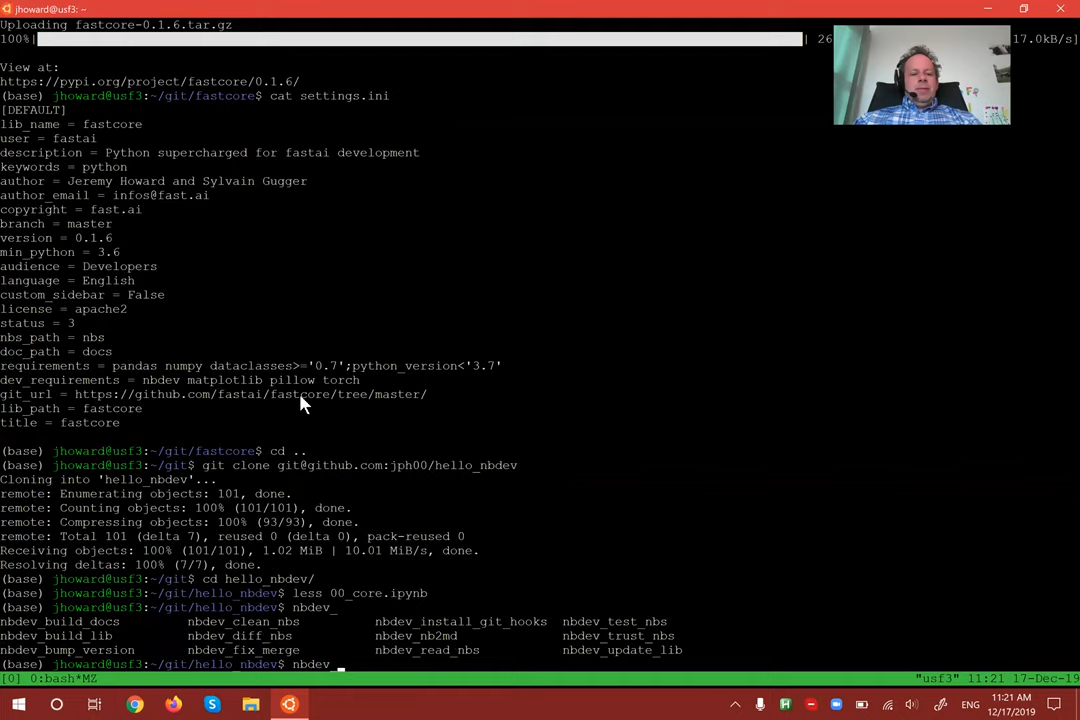 jhoward@usf3: ~
Uploading fastcore-0.1.6.tar.gz
100%| | 26 17.0kB/s]
View at:
https://pypi.org/project/fastcore/0.1.6/
(base) jhoward@usf3:~/git/fastcore$ cat settings.ini
[DEFAULT]
lib_name = fastcore
user = fastai
description = Python supercharged for fastai development
keywords = python
author = Jeremy Howard and Sylvain Gugger
author_email = infos@fast.ai
copyright = fast.ai
branch = master
version = 0.1.6
min_python = 3.6
audience = Developers
language = English
custom_sidebar = False
license = apache2
status = 3
nbs_path = nbs
doc_path = docs
requirements = pandas numpy dataclasses>='0.7';python_version<'3.7'
dev_requirements = nbdev matplotlib pillow torch
git_url = https://github.com/fastai/fastcore/tree/master/
lib_path = fastcore
title = fastcore
(base) jhoward@usf3:~/git/fastcore$ cd ..
(base) jhoward@usf3:~/git$ git clone git@github.com:jph00/hello_nbdev
Cloning into 'hello_nbdev'...
remote: Enumerating objects: 101, done.
remote: Counting objects: 100% (101/101), done.
remote: Compressing objects: 100% (93/93), done.
remote: Total 101 (delta 7), reused 0 (delta 0), pack-reused 0
Receiving objects: 100% (101/101), 1.02 MiB | 10.01 MiB/s, done.
Resolving deltas: 100% (7/7), done.
(base) jhoward@usf3:~/git$ cd hello_nbdev/
(base) jhoward@usf3:~/git/hello_nbdev$ less 00_core.ipynb
(base) jhoward@usf3:~/git/hello_nbdev$ nbdev_
nbdev_build_docs nbdev_clean_nbs nbdev_install_git_hooks nbdev_test_nbs
nbdev_build_lib nbdev_diff_nbs nbdev_nb2md nbdev_trust_nbs
nbdev_bump_version nbdev_fix_merge nbdev_read_nbs nbdev_update_lib
(base) jhoward@usf3:~/git/hello_nbdev$ nbdev_
[0] 0:bash*MZ "usf3" 11:21 17-Dec-19
ENG
11:21 AM
12/17/2019